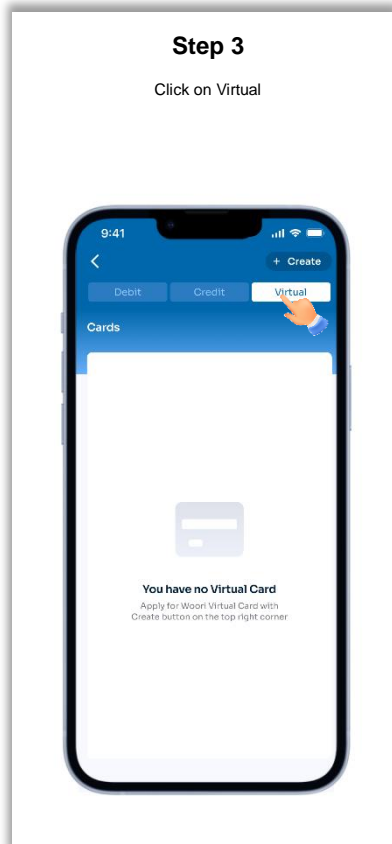 Step 3
Click on Virtual
9:41
+ Create
Debit
Credit
Virtual
Cards
You have no Virtual Card
Apply for Woori Virtual Card with
Create button on the top right corner